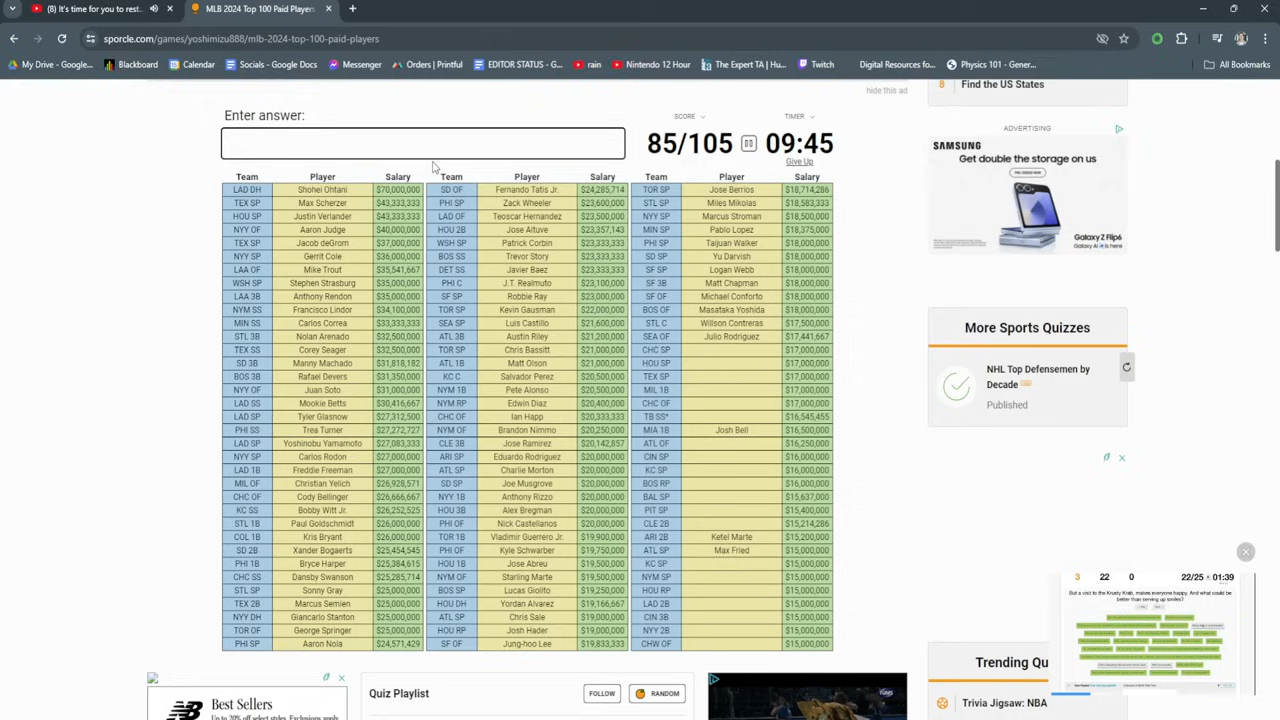 (8) It's time for you to rest
MLB 2024 Top 100 Paid Players
sporcle.com/games/yoshimizu888/mlb-2024-top-100-paid-players
My Drive - Google... Blackboard Calendar Socials - Google Docs Messenger Orders | Printful EDITOR STATUS - G... rain Nintendo 12 Hour The Expert TA | Hu... Twitch Digital Resources fo... Physics 101 - Gener... All Bookmarks
hide this ad
8 Find the US States
Enter answer:
SCORE TIMER
85/105 09:45
Give Up
Team Player Salary Team Player Salary Team Player Salary
LAD DH Shohei Ohtani $70,000,000 SD OF Fernando Tatis Jr. $24,285,714 TOR SP Jose Berrios $18,714,286
TEX SP Max Scherzer $43,333,333 PHI SP Zack Wheeler $23,600,000 STL SP Miles Mikolas $18,583,333
HOU SP Justin Verlander $43,333,333 LAD OF Teoscar Hernandez $23,500,000 NYY SP Marcus Stroman $18,500,000
NYY OF Aaron Judge $40,000,000 HOU 2B Jose Altuve $23,357,143 MIN SP Pablo Lopez $18,375,000
TEX SP Jacob deGrom $37,000,000 WSH SP Patrick Corbin $23,333,333 PHI SP Taijuan Walker $18,000,000
NYY SP Gerrit Cole $36,000,000 BOS SS Trevor Story $23,333,333 SD SP Yu Darvish $18,000,000
LAA OF Mike Trout $35,541,667 DET SS Javier Baez $23,333,333 SF SP Logan Webb $18,000,000
WSH SP Stephen Strasburg $35,000,000 PHI C J.T. Realmuto $23,100,000 SF 3B Matt Chapman $18,000,000
LAA 3B Anthony Rendon $35,000,000 SF SP Robbie Ray $23,000,000 SF OF Michael Conforto $18,000,000
NYM SS Francisco Lindor $34,100,000 TOR SP Kevin Gausman $22,000,000 BOS OF Masataka Yoshida $18,000,000
MIN SS Carlos Correa $33,333,333 SEA SP Luis Castillo $21,600,000 STL C Willson Contreras $17,500,000
STL 3B Nolan Arenado $32,500,000 ATL 3B Austin Riley $21,200,000 SEA OF Julio Rodriguez $17,441,667
TEX SS Corey Seager $32,500,000 TOR SP Chris Bassitt $21,000,000 CHC SP $17,000,000
SD 3B Manny Machado $31,818,182 ATL 1B Matt Olson $21,000,000 HOU SP $17,000,000
BOS 3B Rafael Devers $31,350,000 KC C Salvador Perez $20,500,000 TEX SP $17,000,000
NYY OF Juan Soto $31,000,000 NYM 1B Pete Alonso $20,500,000 MIL 1B $17,000,000
LAD SS Mookie Betts $30,416,667 NYM RP Edwin Diaz $20,400,000 CHC OF $17,000,000
LAD SP Tyler Glasnow $27,312,500 CHC OF Ian Happ $20,333,333 TB SS* $16,545,455
PHI SS Trea Turner $27,272,727 NYM OF Brandon Nimmo $20,250,000 MIA 1B Josh Bell $16,500,000
LAD SP Yoshinobu Yamamoto $27,083,333 CLE 3B Jose Ramirez $20,142,857 ATL OF $16,250,000
NYY SP Carlos Rodon $27,000,000 ARI SP Eduardo Rodriguez $20,000,000 CIN SP $16,000,000
LAD 1B Freddie Freeman $27,000,000 ATL SP Charlie Morton $20,000,000 KC SP $16,000,000
MIL OF Christian Yelich $26,928,571 SD SP Joe Musgrove $20,000,000 BOS RP $16,000,000
CHC OF Cody Bellinger $26,666,667 NYY 1B Anthony Rizzo $20,000,000 BAL SP $15,637,000
KC SS Bobby Witt Jr. $26,252,525 HOU 3B Alex Bregman $20,000,000 PIT SP $15,400,000
STL 1B Paul Goldschmidt $26,000,000 PHI OF Nick Castellanos $20,000,000 CLE 2B $15,214,286
COL 1B Kris Bryant $26,000,000 TOR 1B Vladimir Guerrero Jr. $19,900,000 ARI 2B Ketel Marte $15,200,000
SD 2B Xander Bogaerts $25,454,545 PHI OF Kyle Schwarber $19,750,000 ATL SP Max Fried $15,000,000
PHI 1B Bryce Harper $25,384,615 HOU 1B Jose Abreu $19,500,000 KC SP $15,000,000
CHC SS Dansby Swanson $25,285,714 NYM OF Starling Marte $19,500,000 NYM SP $15,000,000
STL SP Sonny Gray $25,000,000 BOS SP Lucas Giolito $19,250,000 HOU RP $15,000,000
TEX 2B Marcus Semien $25,000,000 HOU DH Yordan Alvarez $19,166,667 LAD 2B $15,000,000
NYY DH Giancarlo Stanton $25,000,000 ATL SP Chris Sale $19,000,000 CIN 3B $15,000,000
TOR OF George Springer $25,000,000 HOU RP Josh Hader $19,000,000 NYY 2B $15,000,000
PHI SP Aaron Nola $24,571,429 SF OF Jung-hoo Lee $19,833,333 CHW OF $15,000,000
ADVERTISING
SAMSUNG
Get double the storage on us
Galaxy Z Flip6
Galaxy AI is here
More Sports Quizzes
NHL Top Defensemen by
Decade
Published
3 22 0 22/25 01:39
But a visit to the Krusty Krab, makes everyone happy. And what could be
better than serving up smiles?
Trending Qu
Trivia Jigsaw: NBA
Best Sellers
Up to 20% off select styles. Exclusions apply
Quiz Playlist FOLLOW RANDOM